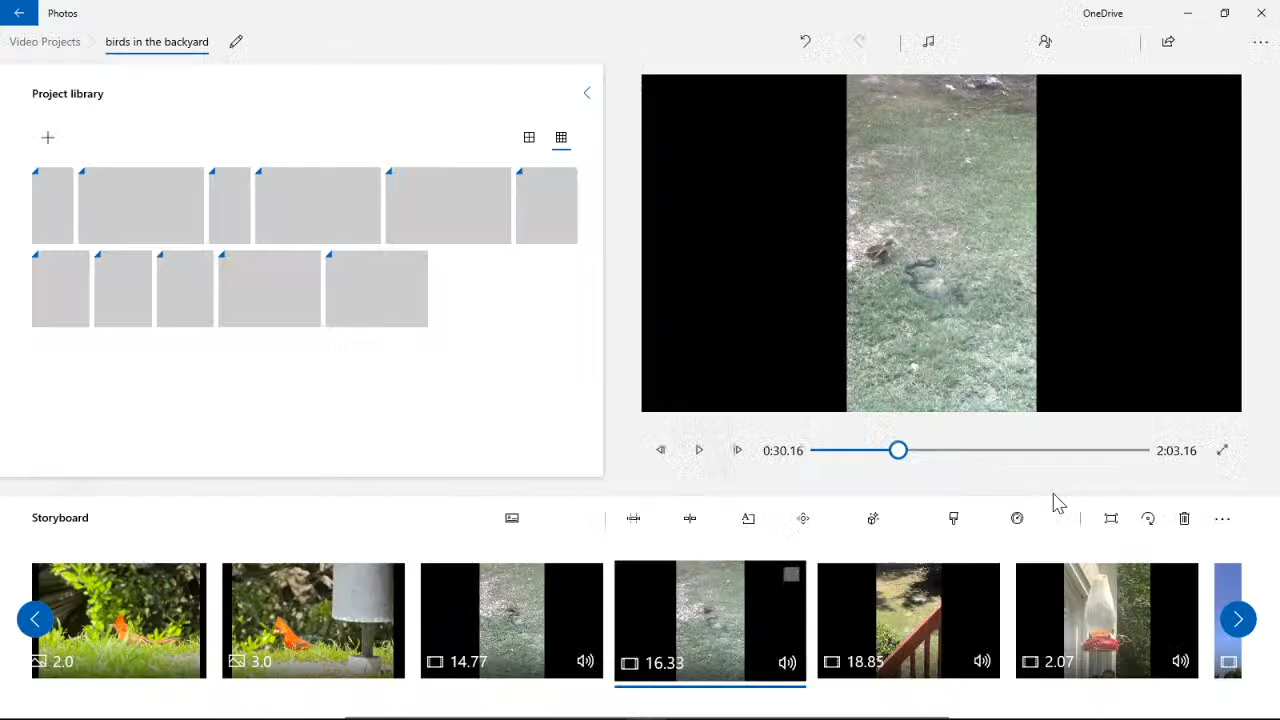 Photos
OneDrive
Video Projects
birds in the backyard
Project library
0:30.16
2:03.16
Storyboard
2.0
3.0
14.77
16.33
18.85
2.07